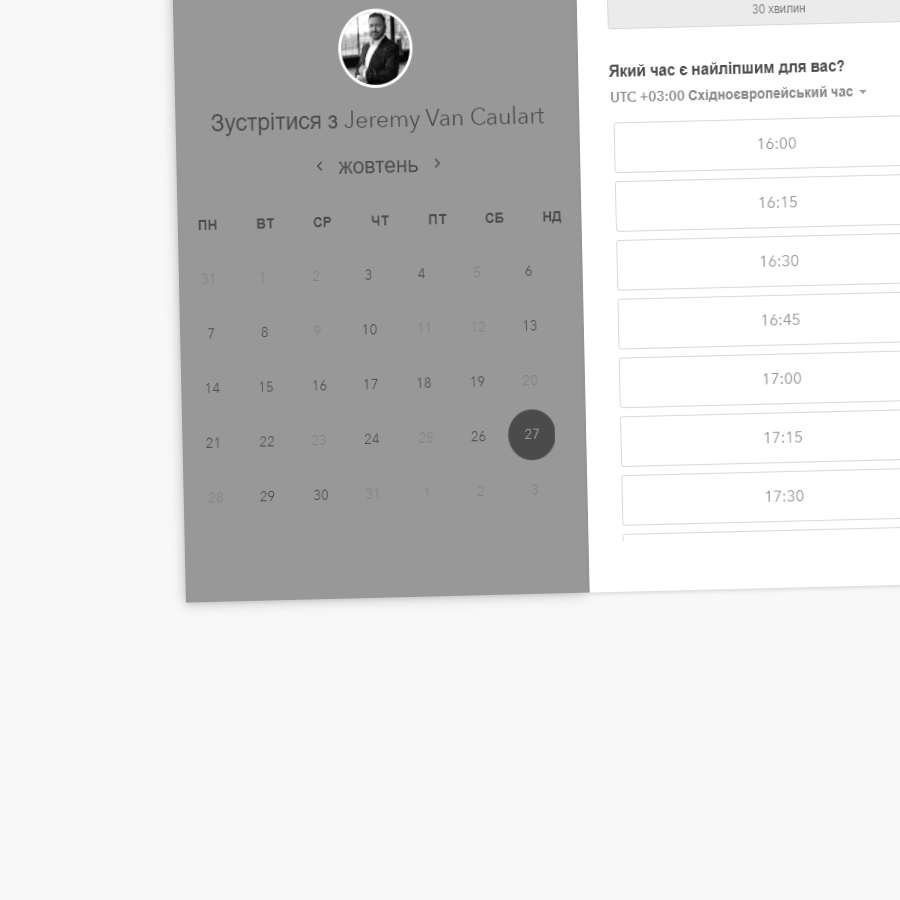 Зустрітися з Jeremy Van Caulart
‹ жовтень ›
ПН ВТ СР ЧТ ПТ СБ НД
31 1 2 3 4 5 6
7 8 9 10 11 12 13
14 15 16 17 18 19 20
21 22 23 24 25 26 27
28 29 30 31 1 2 3
30 хвилин
Який час є найліпшим для вас?
UTC +03:00 Східноєвропейський час
16:00
16:15
16:30
16:45
17:00
17:15
17:30